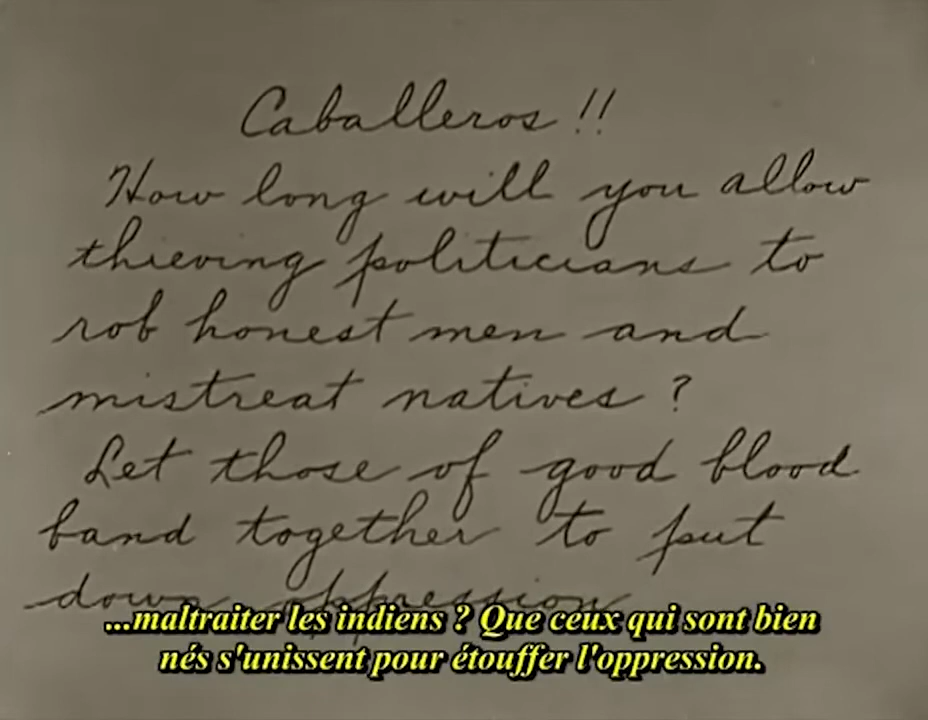 Caballeros !!
How long will you allow
thieving politicians to
rob honest men and
mistreat natives ?
Let those of good blood
band together to put
down oppression
...maltraiter les indiens ? Que ceux qui sont bien
nés s'unissent pour étouffer l'oppression.